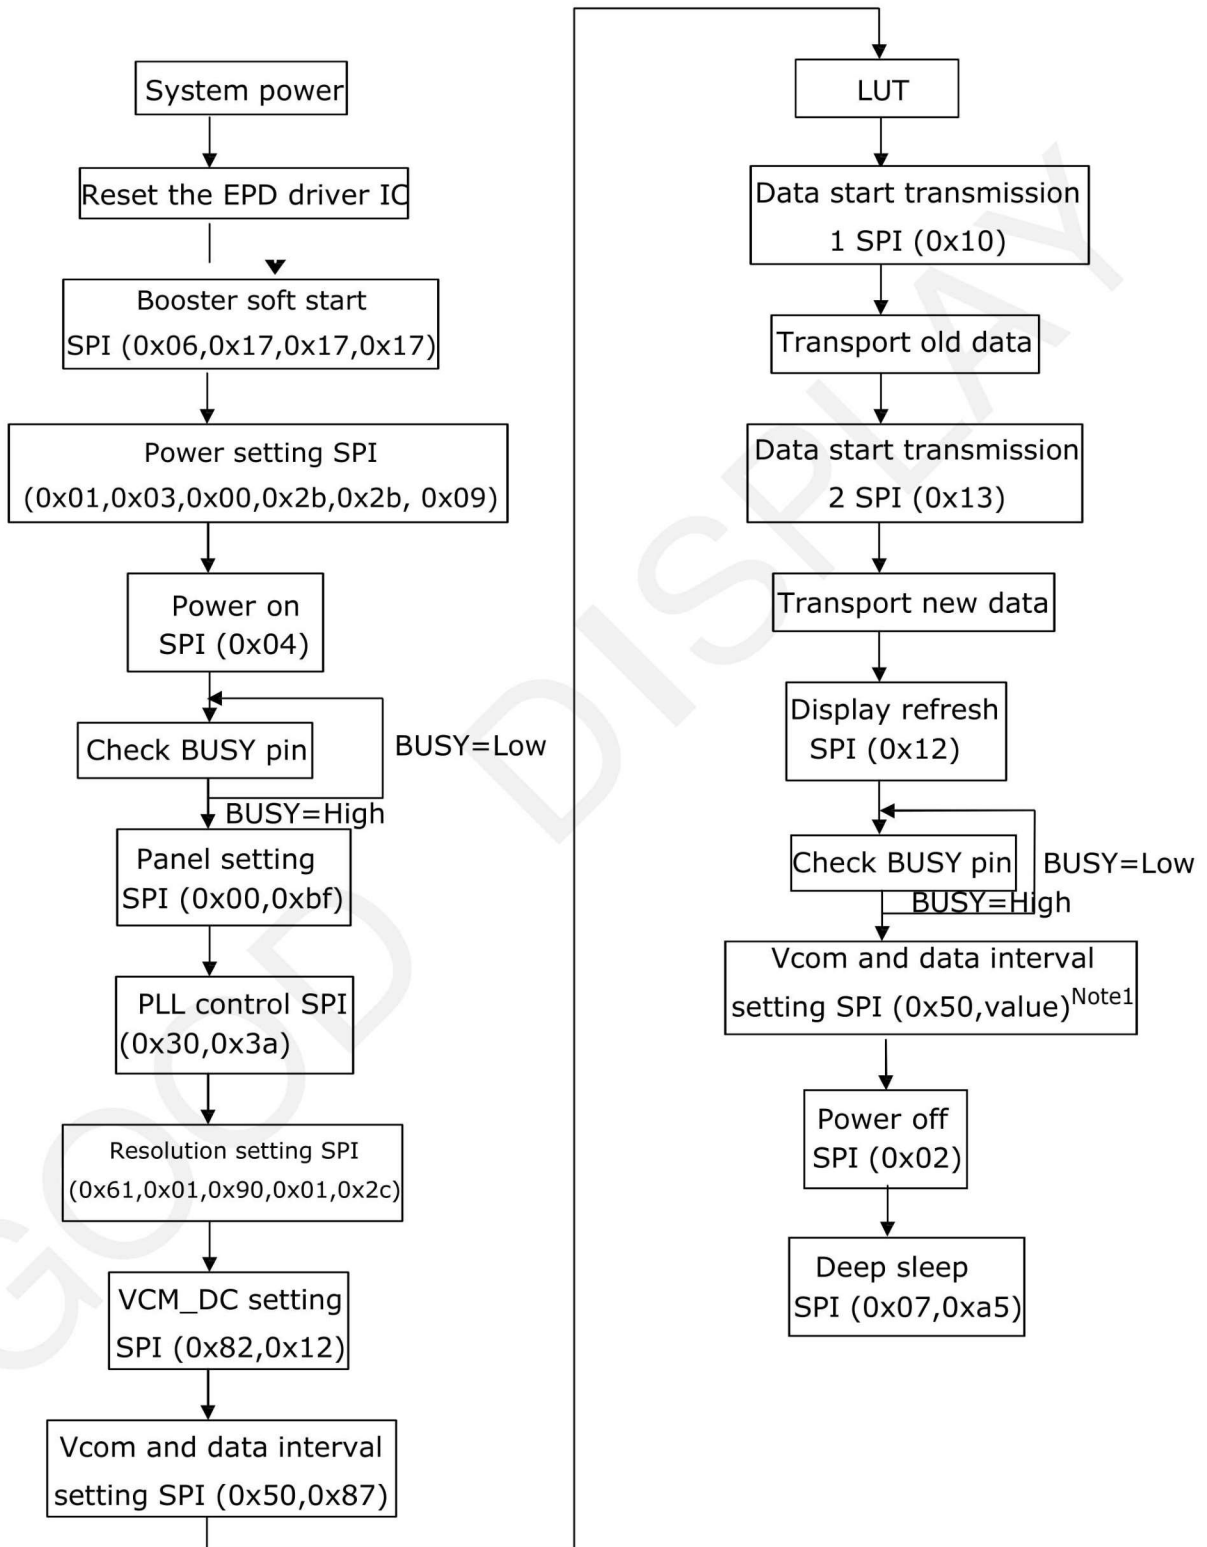 System power
Reset the EPD driver IC
Booster soft start
SPI (0x06,0x17,0x17,0x17)
Power setting SPI
(0x01,0x03,0x00,0x2b,0x2b, 0x09)
Power on
SPI (0x04)
Check BUSY pin
BUSY=Low
BUSY=High
Panel setting
SPI (0x00,0xbf)
PLL control SPI
(0x30,0x3a)
Resolution setting SPI
(0x61,0x01,0x90,0x01,0x2c)
VCM_DC setting
SPI (0x82,0x12)
Vcom and data interval
setting SPI (0x50,0x87)
LUT
Data start transmission
1 SPI (0x10)
Transport old data
Data start transmission
2 SPI (0x13)
Transport new data
Display refresh
SPI (0x12)
Check BUSY pin
BUSY=Low
BUSY=High
Vcom and data interval
setting SPI (0x50,value)Note1
Power off
SPI (0x02)
Deep sleep
SPI (0x07,0xa5)
GOOD DISPLAY